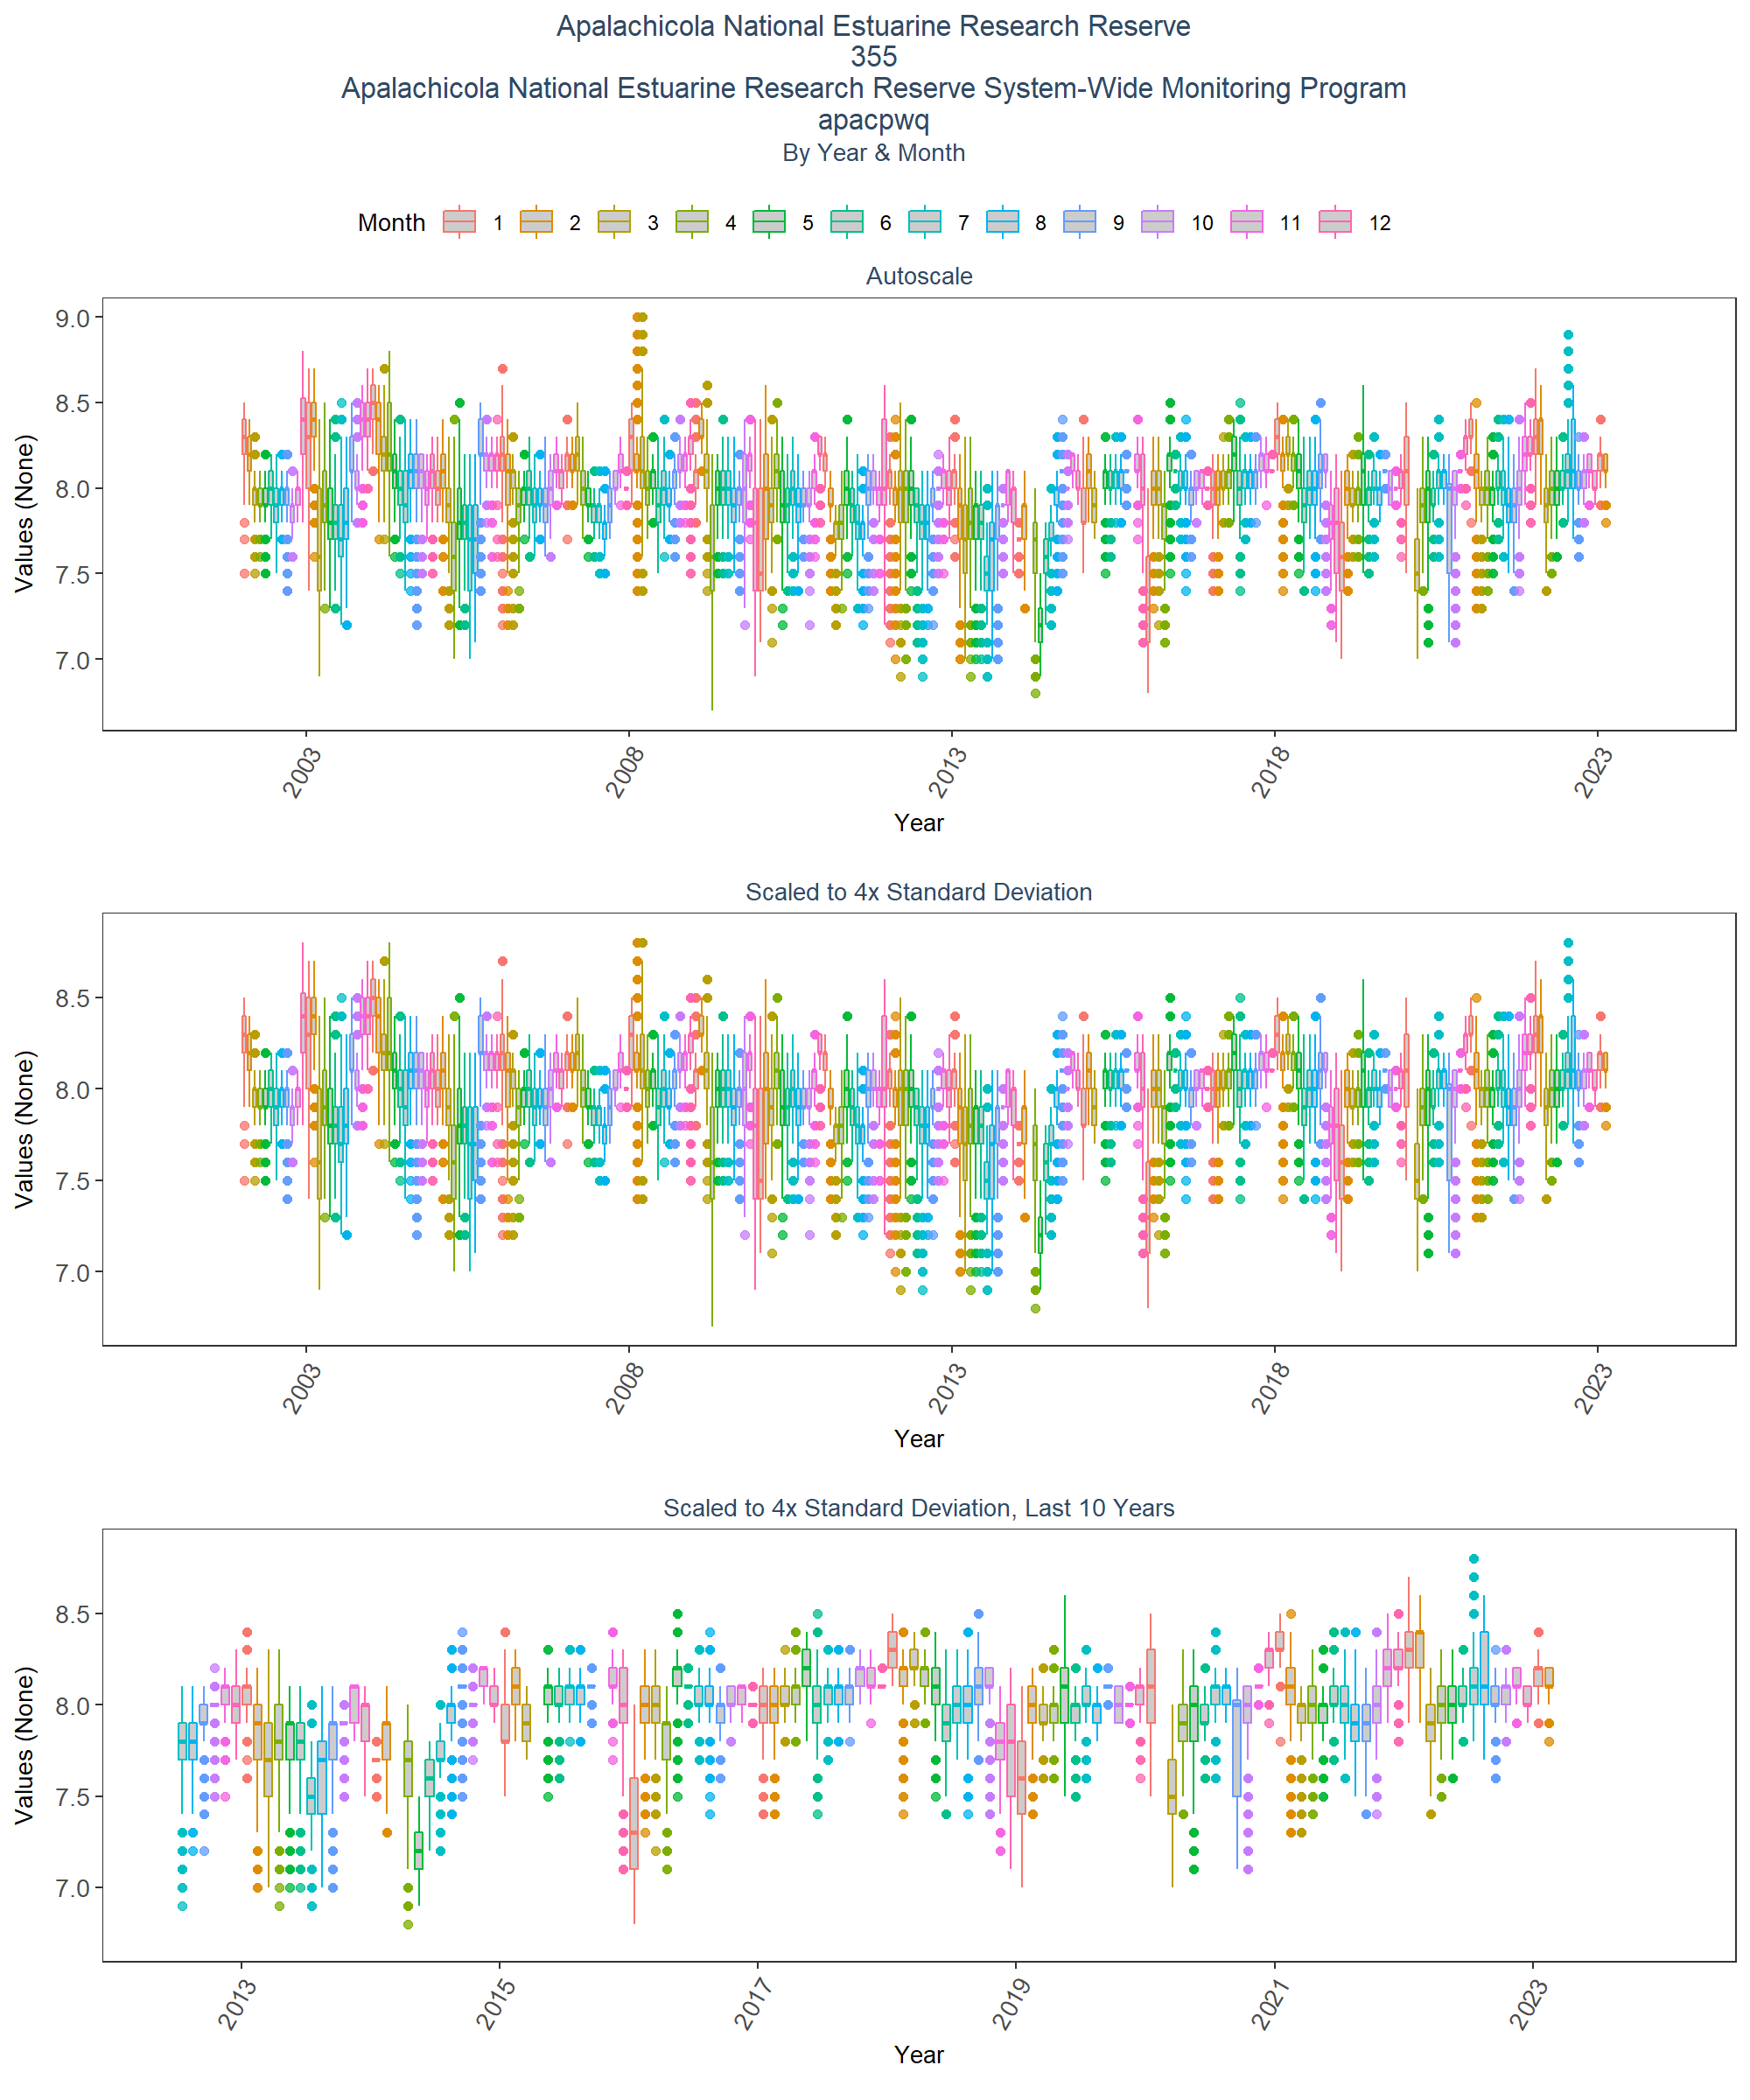 Apalachicola National Estuarine Research Reserve
355
Apalachicola National Estuarine Research Reserve System-Wide Monitoring Program
apacpwq
By Year & Month
Month 1 2 3 4 5 6 7 8 9 10 11 12
Autoscale
Values (None)
9.0
8.5
8.0
7.5
7.0
2003 2008 2013 2018 2023
Year
Scaled to 4x Standard Deviation
Values (None)
8.5
8.0
7.5
7.0
2003 2008 2013 2018 2023
Year
Scaled to 4x Standard Deviation, Last 10 Years
Values (None)
8.5
8.0
7.5
7.0
2013 2015 2017 2019 2021 2023
Year